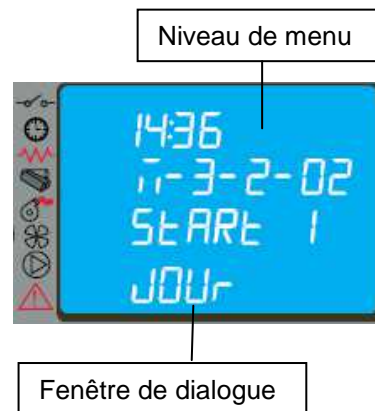 Niveau de menu
14:36
m-3-2-02
StARt 1
JOUr
Fenêtre de dialogue